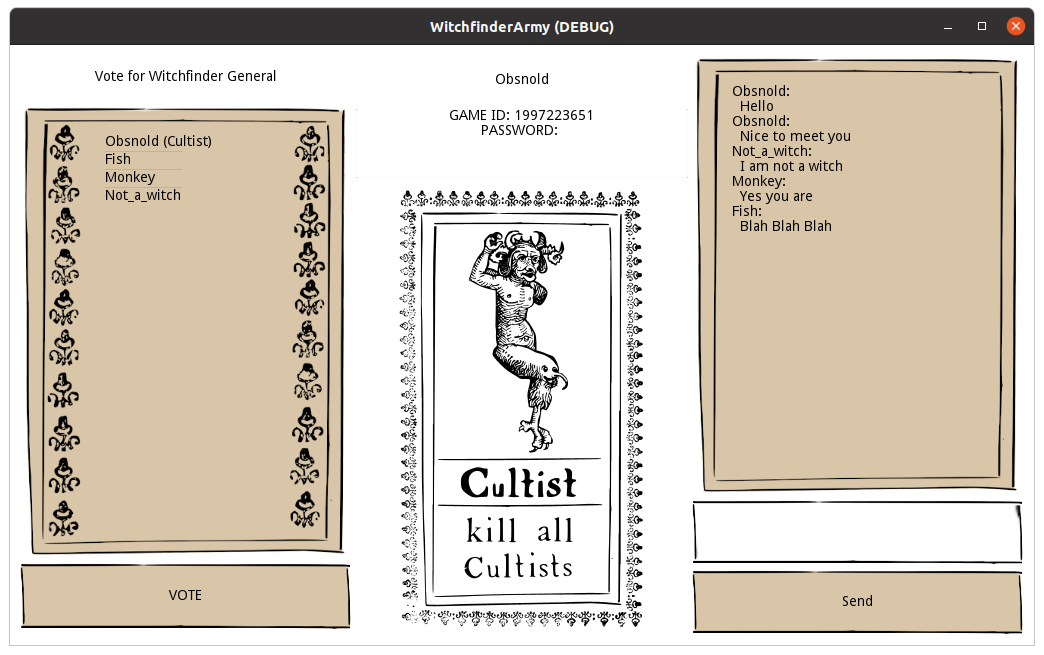 WitchfinderArmy (DEBUG)
Vote for Witchfinder General
Obsnold (Cultist)
Fish
Monkey
Not_a_witch
VOTE
Obsnold
GAME ID: 1997223651
PASSWORD:
Cultist
kill all
Cultists
Obsnold:
Hello
Obsnold:
Nice to meet you
Not_a_witch:
I am not a witch
Monkey:
Yes you are
Fish:
Blah Blah Blah
Send